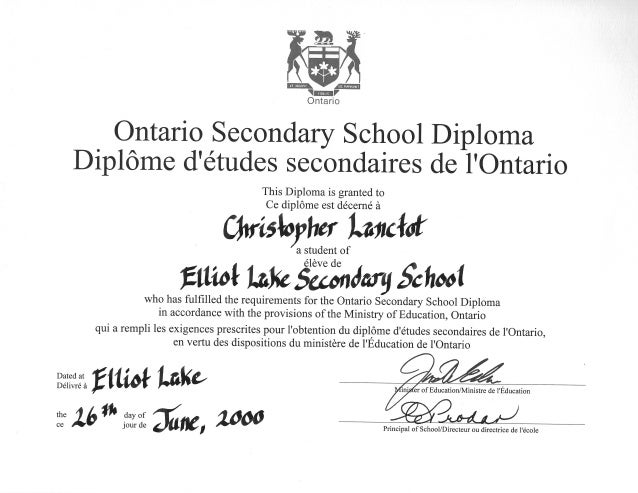 Ontario
Ontario Secondary School Diploma
Diplôme d'études secondaires de l'Ontario
This Diploma is granted to
Ce diplôme est décerné à
Christopher Lanctot
a student of
élève de
Elliot Lake Secondary School
who has fulfilled the requirements for the Ontario Secondary School Diploma
in accordance with the provisions of the Ministry of Education, Ontario
qui a rempli les exigences prescrites pour l'obtention du diplôme d'études secondaires de l'Ontario,
en vertu des dispositions du ministère de l'Éducation de l'Ontario
Dated at
Délivré à
Elliot Lake
Minister of Education/Ministre de l'Éducation
the
ce
26th
day of
jour de
June, 2000
Principal of School/Directeur ou directrice de l'école